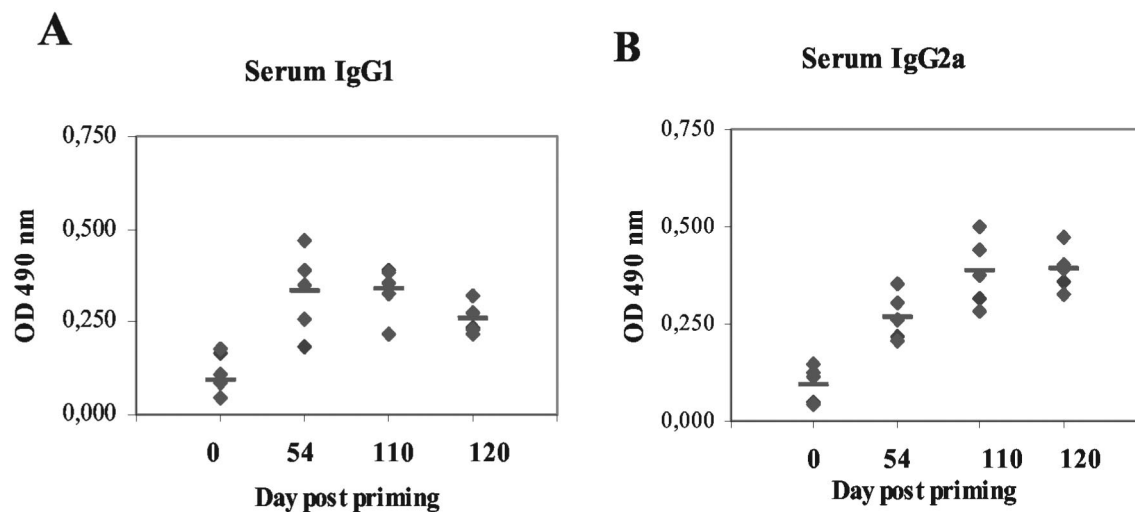 A
Serum IgG1
0,750
0,500
0,250
0,000
OD 490 nm
0 54 110 120
Day post priming
B
Serum IgG2a
0,750
0,500
0,250
0,000
OD 490 nm
0 54 110 120
Day post priming